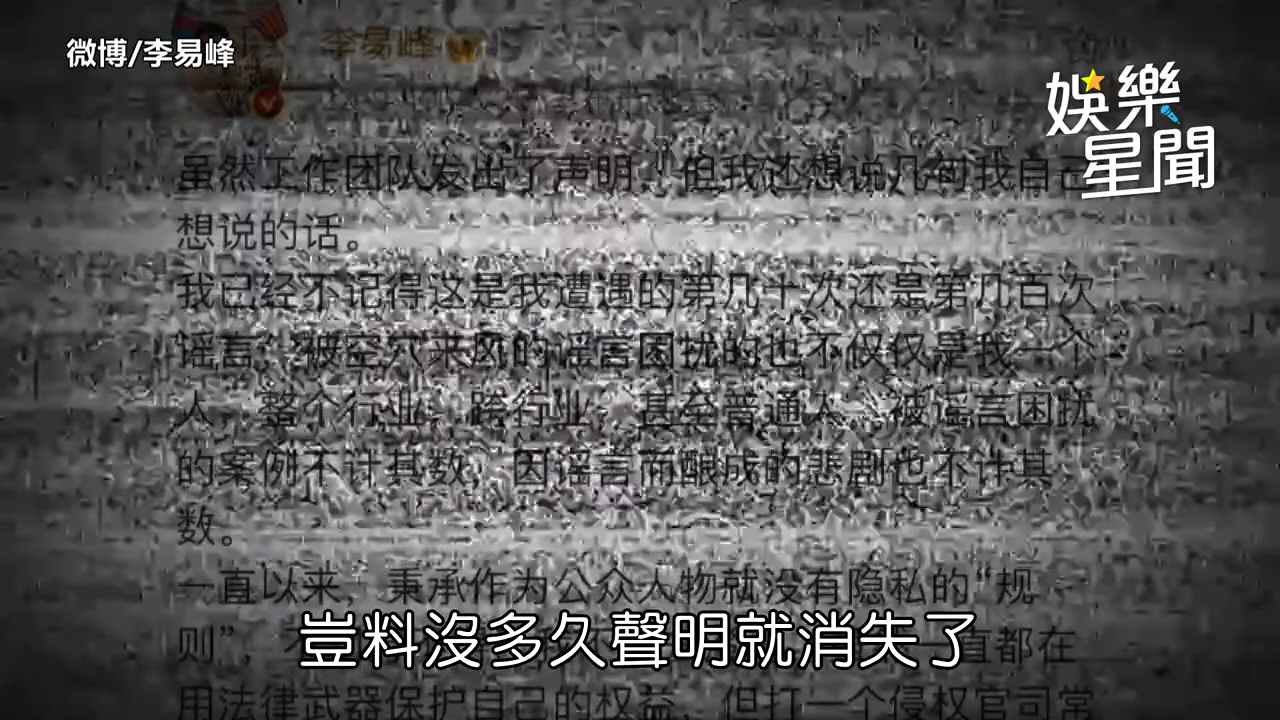 微博/李易峰
李易峰
娛樂
星聞
虽然工作团队发出了声明，但我还想说几句我自己
想说的话。
我已经不记得这是我遭遇的第几十次还是第几百次
谣言，被空穴来风的谣言困扰的也不仅仅是我一个
人，整个行业，跨行业，甚至普通人，被谣言困扰
的案例不计其数，因谣言而酿成的悲剧也不计其
数。
一直以来，秉承作为公众人物就没有隐私的“规
则”，
直都在
用法律武器保护自己的权益，但打一个侵权官司常
豈料沒多久聲明就消失了